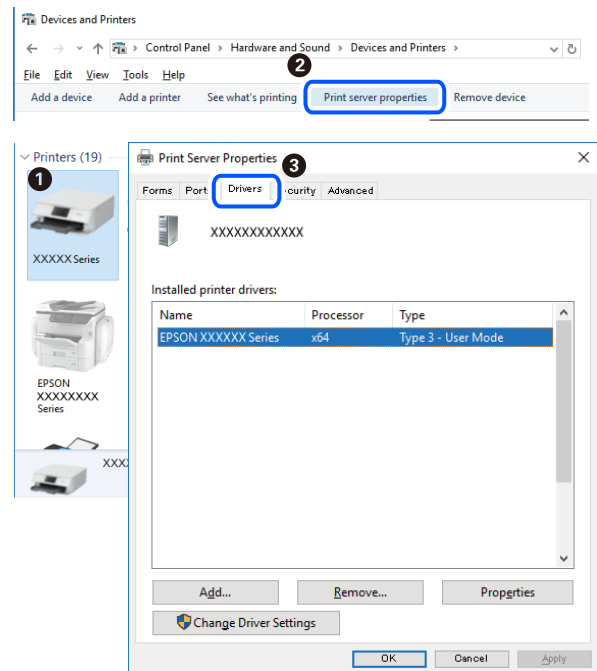 Devices and Printers
Control Panel > Hardware and Sound > Devices and Printers >
2
File Edit View Tools Help
Add a device Add a printer See what's printing Print server properties Remove device
Printers (19)
1
XXXXX Series
EPSON
XXXXXXXX
Series
XXX
Print Server Properties
3
Forms Port Drivers curity Advanced
XXXXXXXXXXXX
Installed printer drivers:
Name Processor Type
EPSON XXXXXX Series x64 Type 3 - User Mode
Add... Remove... Properties
Change Driver Settings
OK Cancel Apply